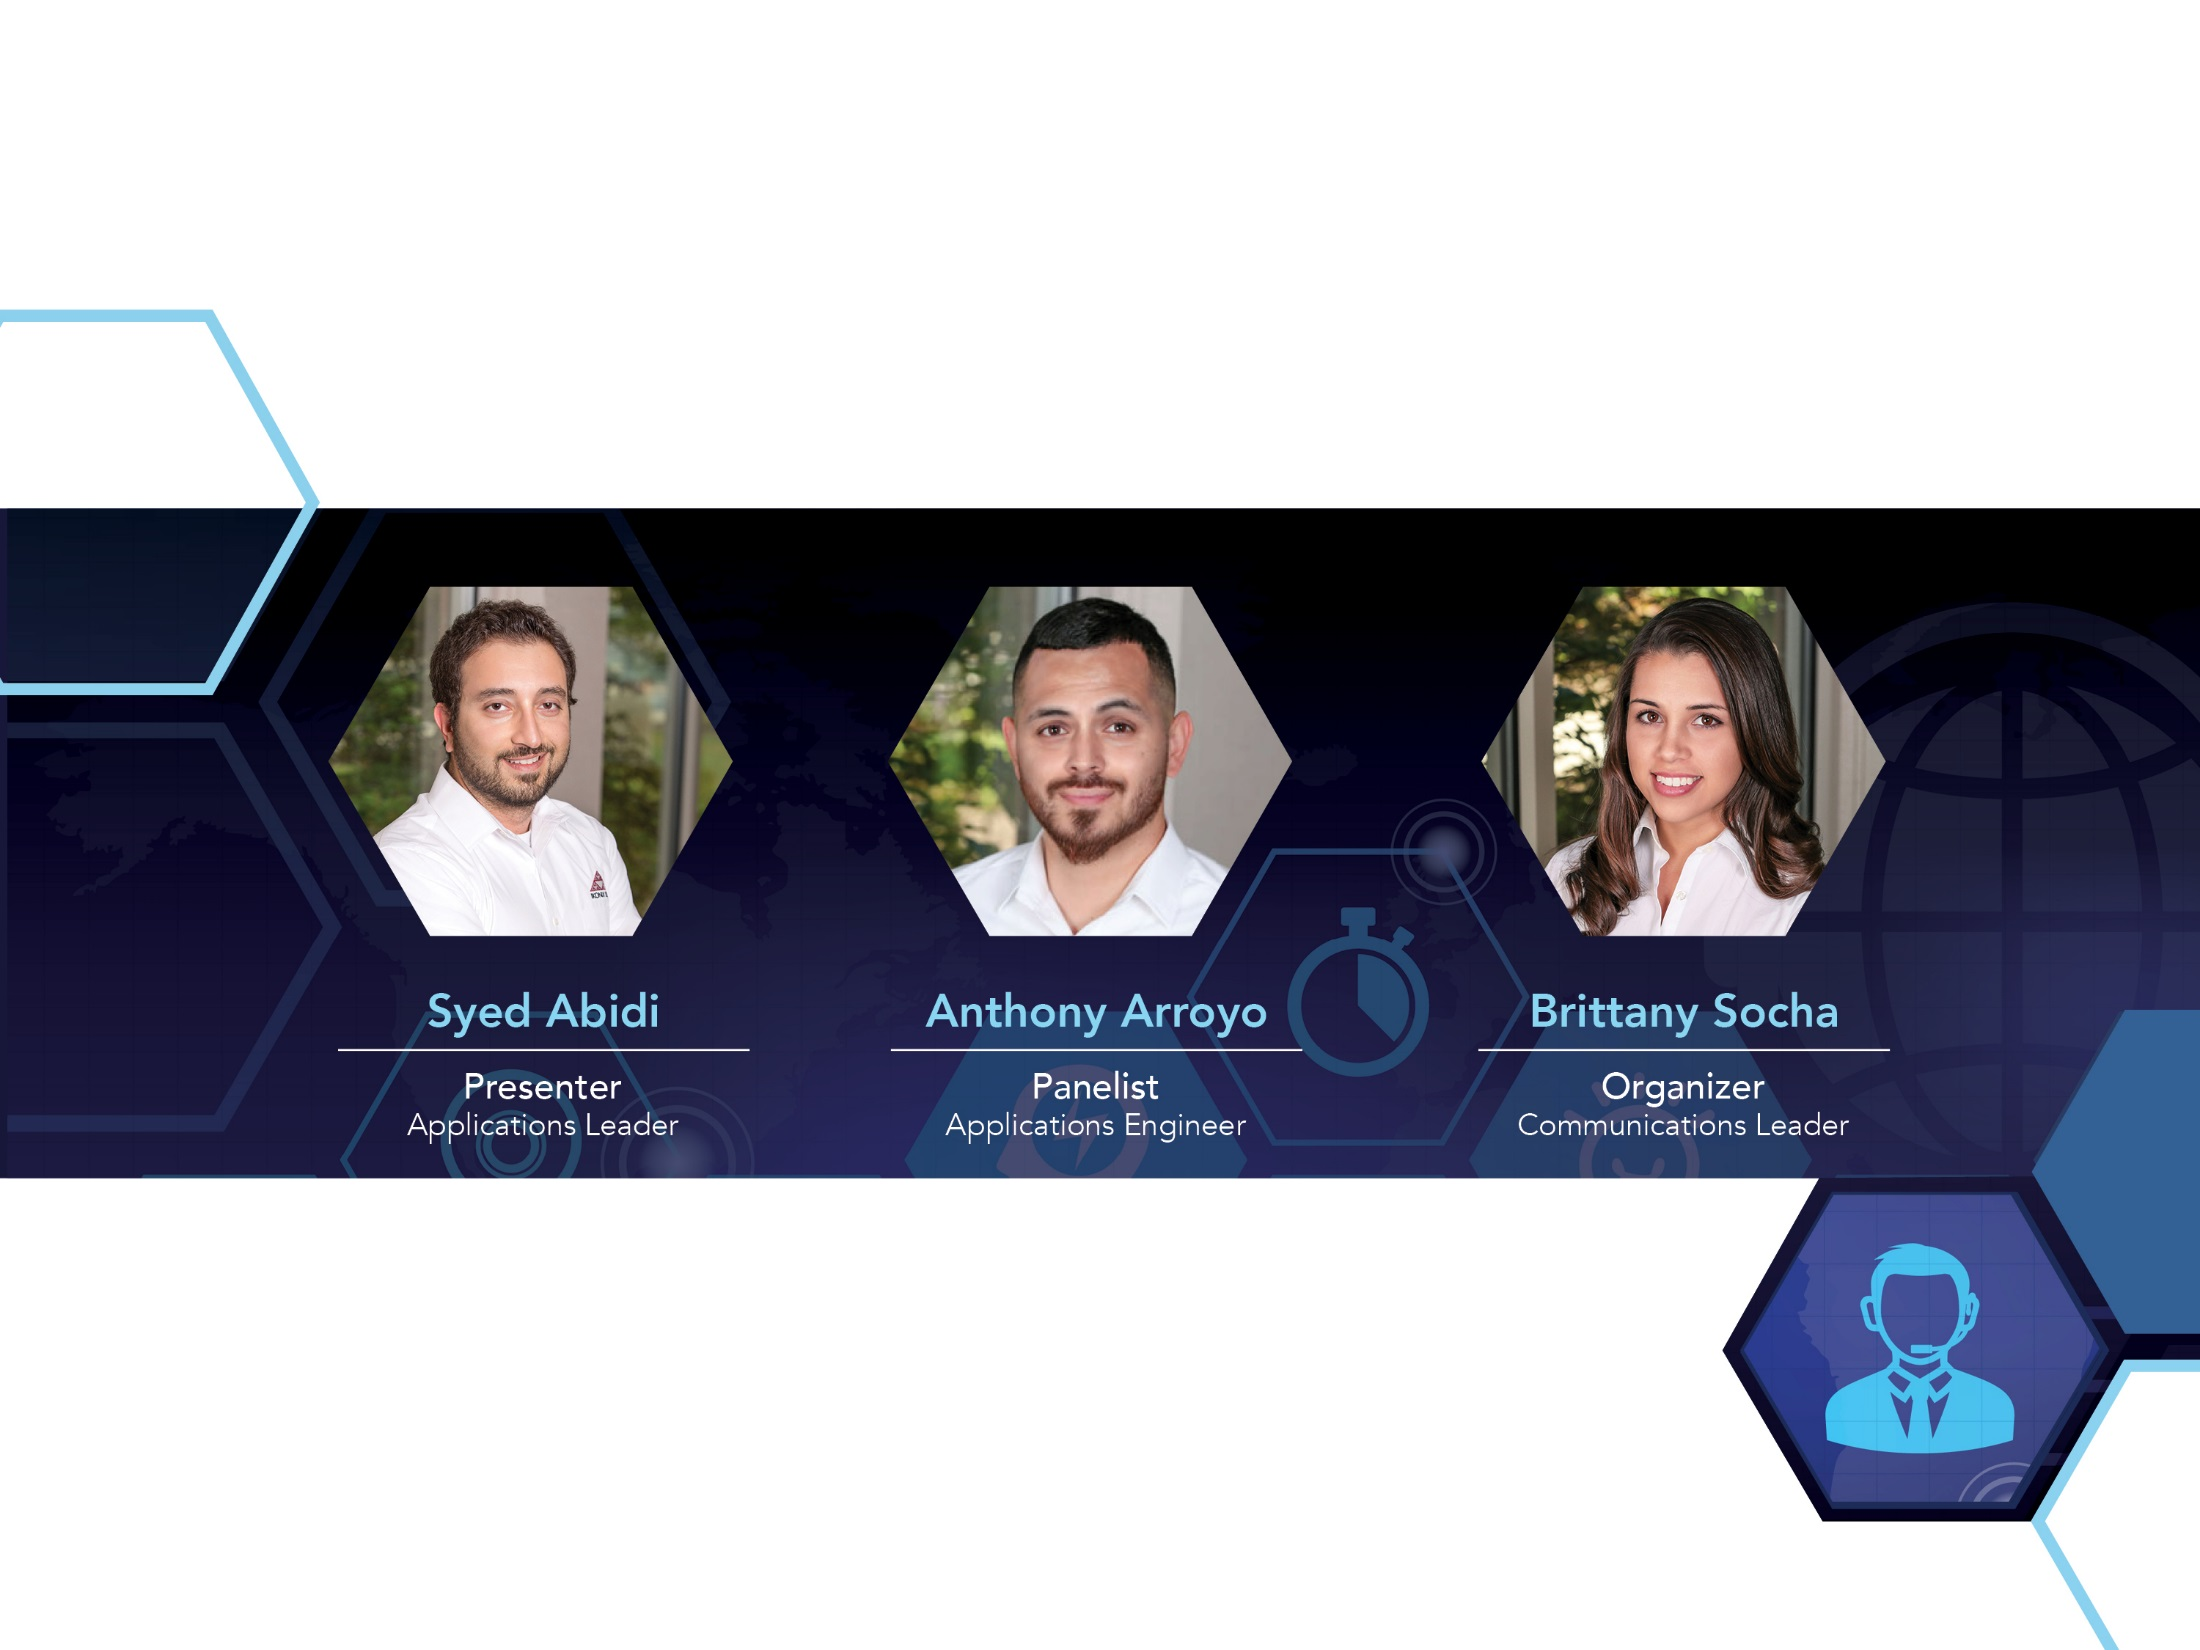 Syed Abidi
Presenter
Applications Leader
Anthony Arroyo
Panelist
Applications Engineer
Brittany Socha
Organizer
Communications Leader